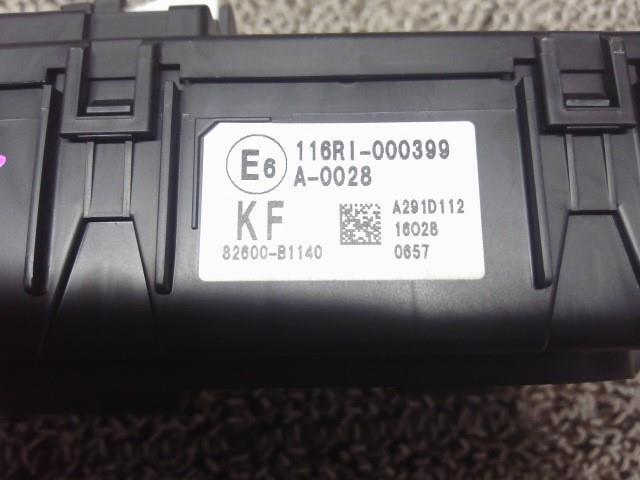 E6 116RI-000399
A-0028
KF A291D112
16028
82600-B1140 0657